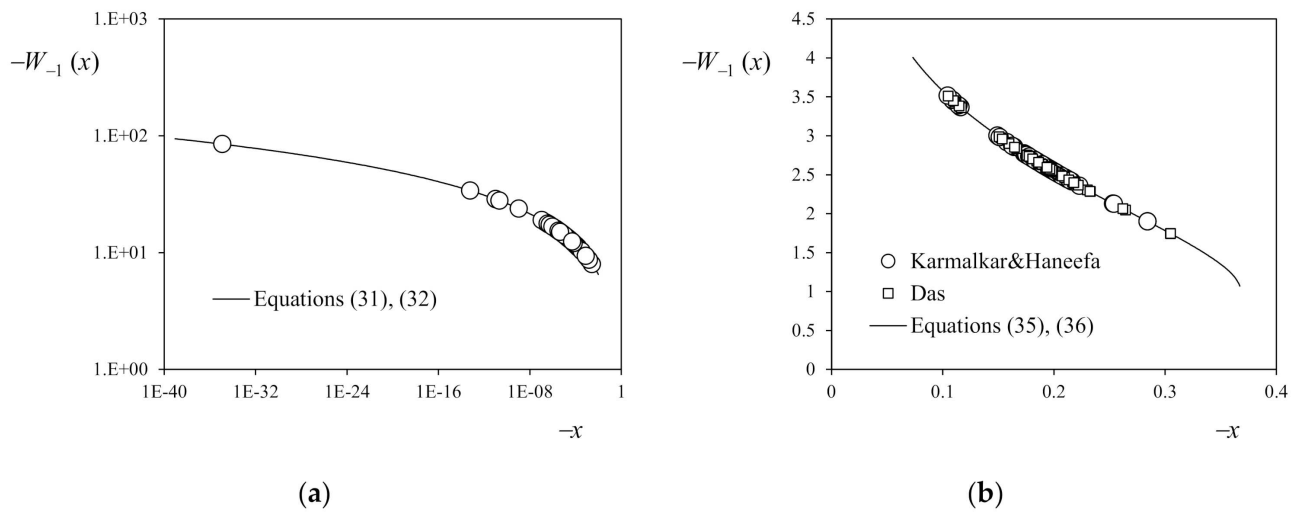 1.E+03
−W−1 (x)
1.E+02
1.E+01
Equations (31), (32)
1.E+00
1E-40 1E-32 1E-24 1E-16 1E-08 1
−x
(a)
4.5
−W−1 (x)
4
3.5
3
2.5
2
1.5
Karmalkar&Haneefa
1
Das
0.5
Equations (35), (36)
0
0 0.1 0.2 0.3 0.4
−x
(b)